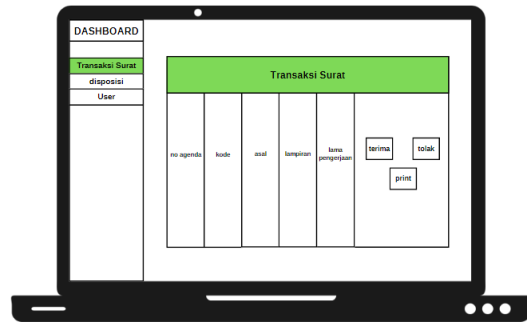 DASHBOARD
Transaksi Surat
disposisi
User
Transaksi Surat
no agenda
kode
asal
lampiran
lama
pengerjaan
terima
tolak
print